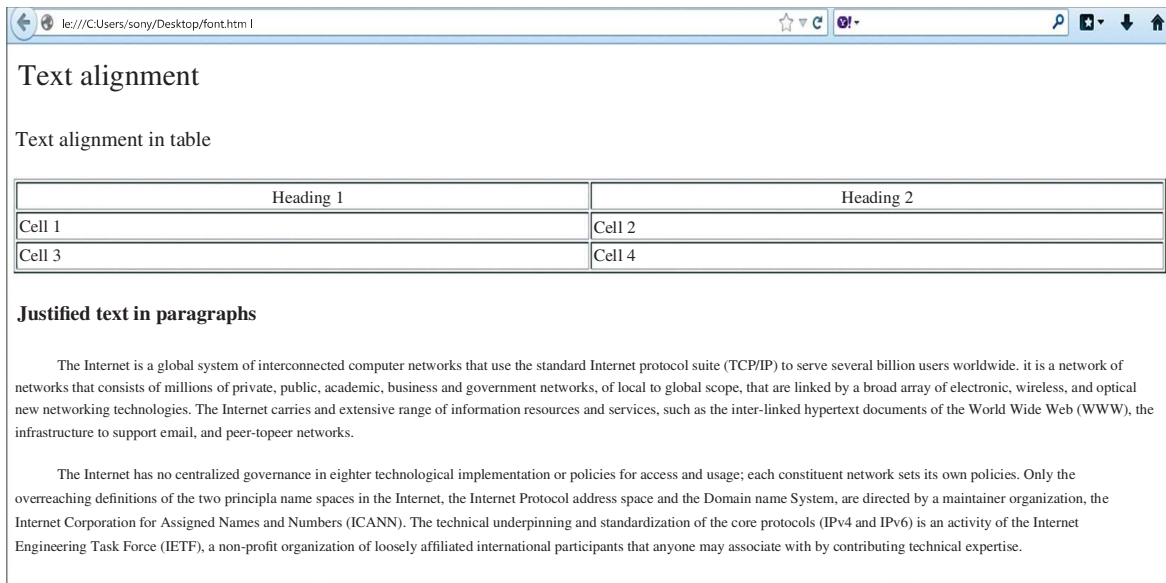 le:///C:Users/sony/Desktop/font.htm l
Text alignment
Text alignment in table
Heading 1 Heading 2
Cell 1 Cell 2
Cell 3 Cell 4
Justified text in paragraphs
The Internet is a global system of interconnected computer networks that use the standard Internet protocol suite (TCP/IP) to serve several billion users worldwide. it is a network of
networks that consists of millions of private, public, academic, business and government networks, of local to global scope, that are linked by a broad array of electronic, wireless, and optical
new networking technologies. The Internet carries and extensive range of information resources and services, such as the inter-linked hypertext documents of the World Wide Web (WWW), the
infrastructure to support email, and peer-topeer networks.
The Internet has no centralized governance in eighter technological implementation or policies for access and usage; each constituent network sets its own policies. Only the
overreaching definitions of the two principla name spaces in the Internet, the Internet Protocol address space and the Domain name System, are directed by a maintainer organization, the
Internet Corporation for Assigned Names and Numbers (ICANN). The technical underpinning and standardization of the core protocols (IPv4 and IPv6) is an activity of the Internet
Engineering Task Force (IETF), a non-profit organization of loosely affiliated international participants that anyone may associate with by contributing technical expertise.